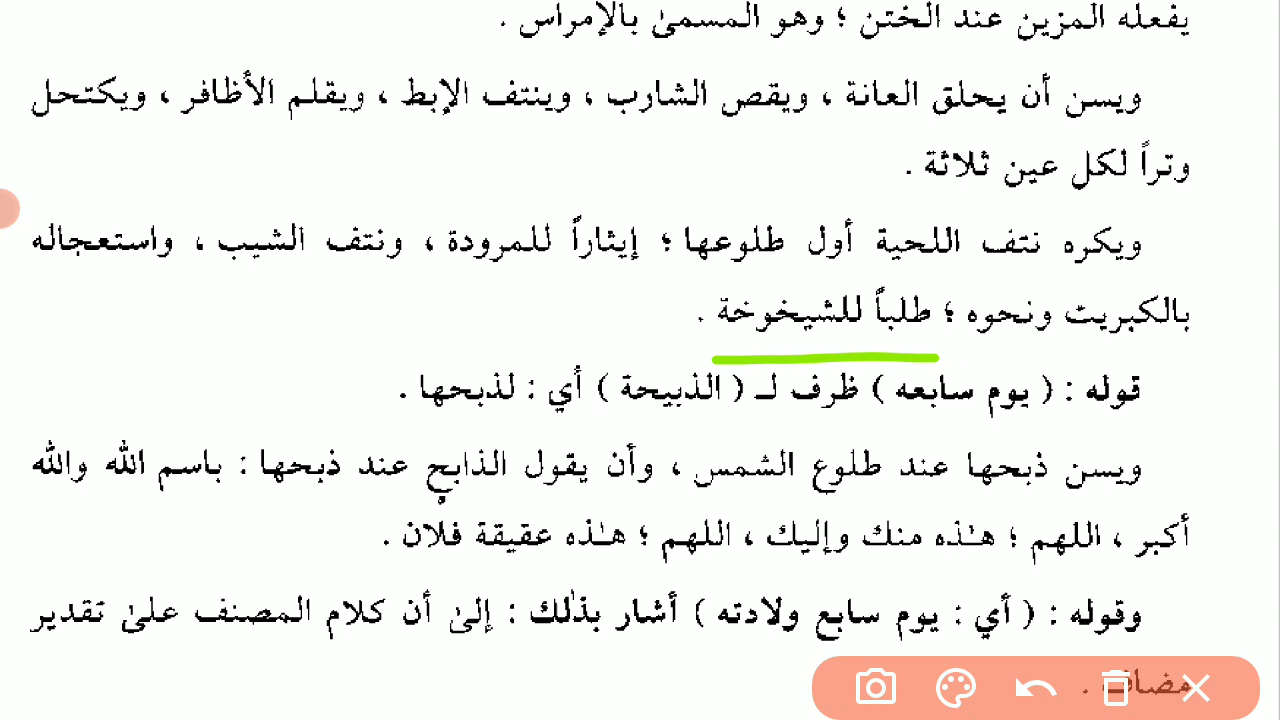 يفعله المزين عند الختن ؛ وهو المسمىٰ بالإمراس .
ويسن أن يحلق العانة ، ويقص الشارب ، وينتف الإبط ، ويقلم الأظافر ، ويكتحل
وتراً لكل عين ثلاثة .
ويكره نتف اللحية أول طلوعها ؛ إيثاراً للمرودة ، ونتف الشيب ، واستعجاله
بالكبريت ونحوه ؛ طلباً للشيخوخة .
قوله : ( يوم سابعه ) ظرف لـ ( الذبيحة ) أي : لذبحها .
ويسن ذبحها عند طلوع الشمس ، وأن يقول الذابح عند ذبحها : باسم الله والله
أكبر ، اللهم ؛ هـٰذه منك وإليك ، اللهم ؛ هـٰذه عقيقة فلان .
وقوله : ( أي : يوم سابع ولادته ) أشار بذٰلك : إلىٰ أن كلام المصنف علىٰ تقدير
مضاف .